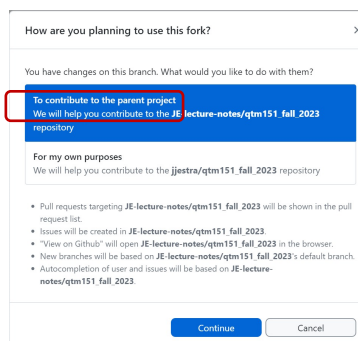 How are you planning to use this fork?
You have changes on this branch. What would you like to do with them?
To contribute to the parent project
We will help you contribute to the JE-lecture-notes/qtm151_fall_2023
repository
For my own purposes
We will help you contribute to the jjestra/qtm151_fall_2023 repository
• Pull requests targeting JE-lecture-notes/qtm151_fall_2023 will be shown in the pull
request list.
• Issues will be created in JE-lecture-notes/qtm151_fall_2023.
• "View on Github" will open JE-lecture-notes/qtm151_fall_2023 in the browser.
• New branches will be based on JE-lecture-notes/qtm151_fall_2023's default branch.
• Autocompletion of user and issues will be based on JE-lecture-
notes/qtm151_fall_2023.
Continue Cancel